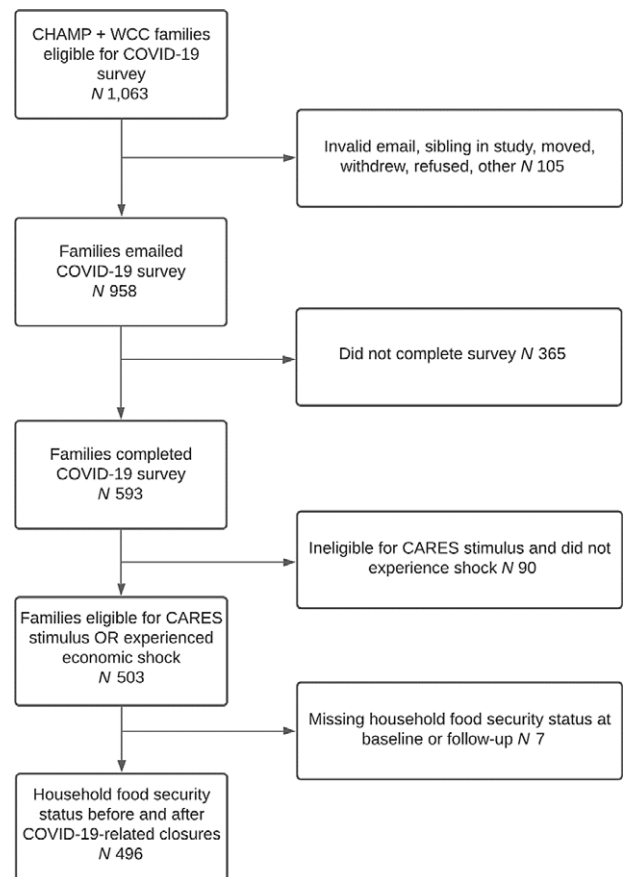 CHAMP + WCC families
eligible for COVID-19
survey
N 1,063
Invalid email, sibling in study, moved,
withdrew, refused, other N 105
Families emailed
COVID-19 survey
N 958
Did not complete survey N 365
Families completed
COVID-19 survey
N 593
Ineligible for CARES stimulus and did not
experience shock N 90
Families eligible for CARES
stimulus OR experienced
economic shock
N 503
Missing household food security status at
baseline or follow-up N 7
Household food security
status before and after
COVID-19-related closures
N 496